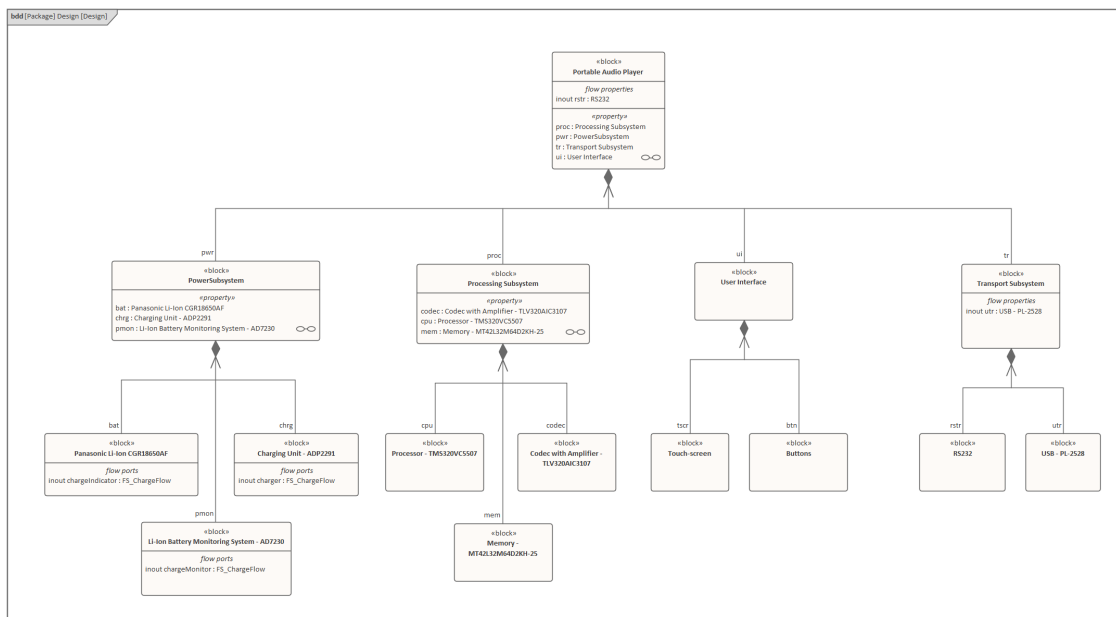 bdd [Package] Design [Design]
«block»
Portable Audio Player
flow properties
inout rstr : RS232
«property»
proc : Processing Subsystem
pwr : PowerSubsystem
tr : Transport Subsystem
ui : User Interface
pwr
proc
ui
tr
«block»
PowerSubsystem
«property»
bat : Panasonic Li-Ion CGR18650AF
chrg : Charging Unit - ADP2291
pmon : Li-Ion Battery Monitoring System - AD7230
«block»
Processing Subsystem
«property»
codec : Codec with Amplifier - TLV320AIC3107
cpu : Processor - TMS320VC5507
mem : Memory - MT42L32M64D2KH-25
«block»
User Interface
«block»
Transport Subsystem
flow properties
inout utr : USB - PL-2528
bat
chrg
cpu
codec
tscr
btn
rstr
utr
«block»
Panasonic Li-Ion CGR18650AF
flow ports
inout chargeIndicator : FS_ChargeFlow
«block»
Charging Unit - ADP2291
flow ports
inout charger : FS_ChargeFlow
«block»
Processor - TMS320VC5507
«block»
Codec with Amplifier -
TLV320AIC3107
«block»
Touch-screen
«block»
Buttons
«block»
RS232
«block»
USB - PL-2528
pmon
mem
«block»
Li-Ion Battery Monitoring System - AD7230
flow ports
inout chargeMonitor : FS_ChargeFlow
«block»
Memory -
MT42L32M64D2KH-25